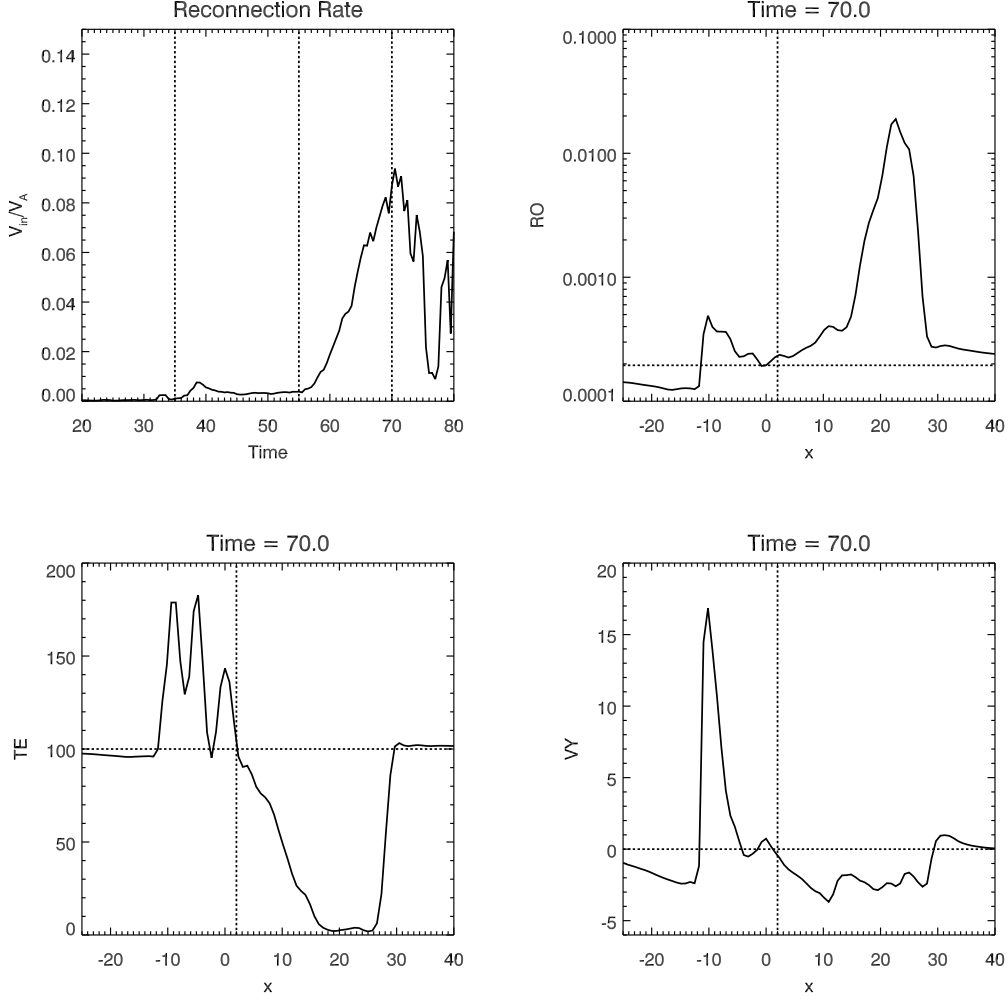 Reconnection Rate
0.14
0.12
0.10
0.08
0.06
0.04
0.02
0.00
V_in/V_A
20 30 40 50 60 70 80
Time
Time = 70.0
0.1000
0.0100
0.0010
0.0001
RO
-20 -10 0 10 20 30 40
x
Time = 70.0
200
150
100
50
0
TE
-20 -10 0 10 20 30 40
x
Time = 70.0
20
15
10
5
0
-5
VY
-20 -10 0 10 20 30 40
x